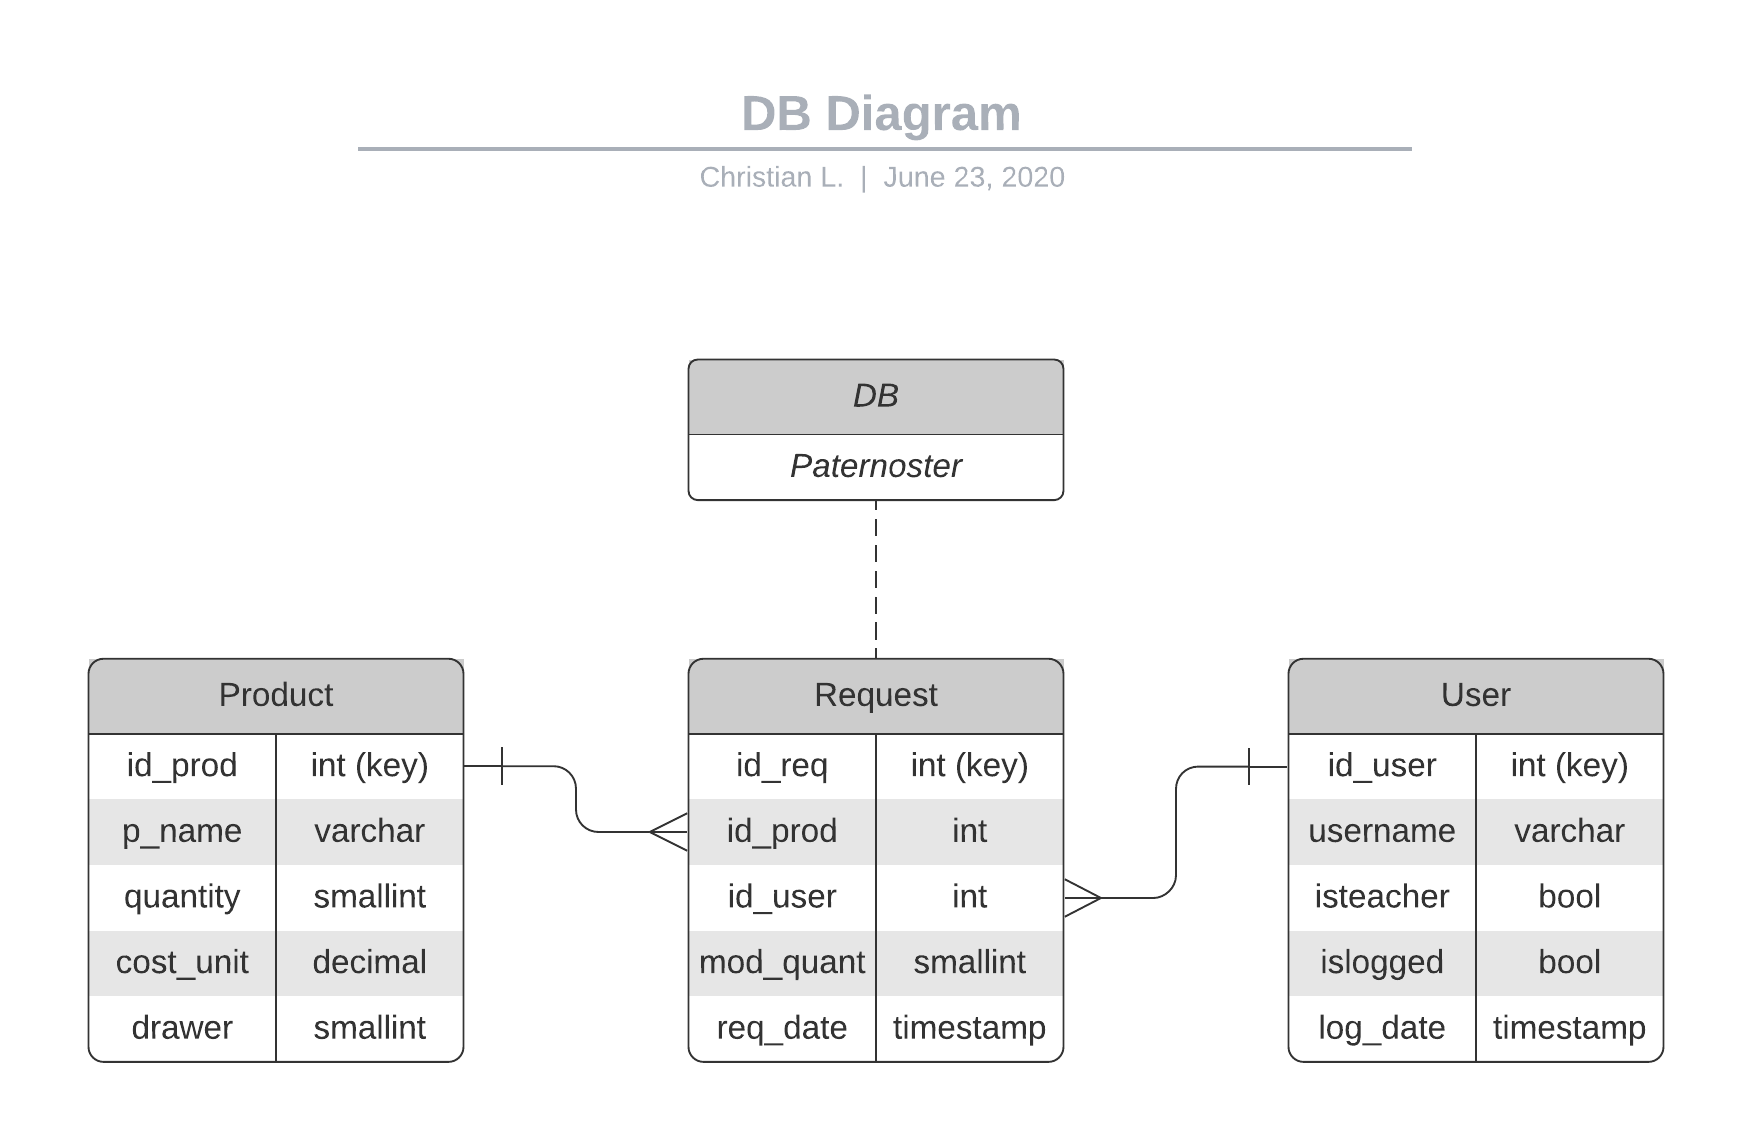 DB Diagram
Christian L. | June 23, 2020
DB
Paternoster
Product
id_prod int (key)
p_name varchar
quantity smallint
cost_unit decimal
drawer smallint
Request
id_req int (key)
id_prod int
id_user int
mod_quant smallint
req_date timestamp
User
id_user int (key)
username varchar
isteacher bool
islogged bool
log_date timestamp